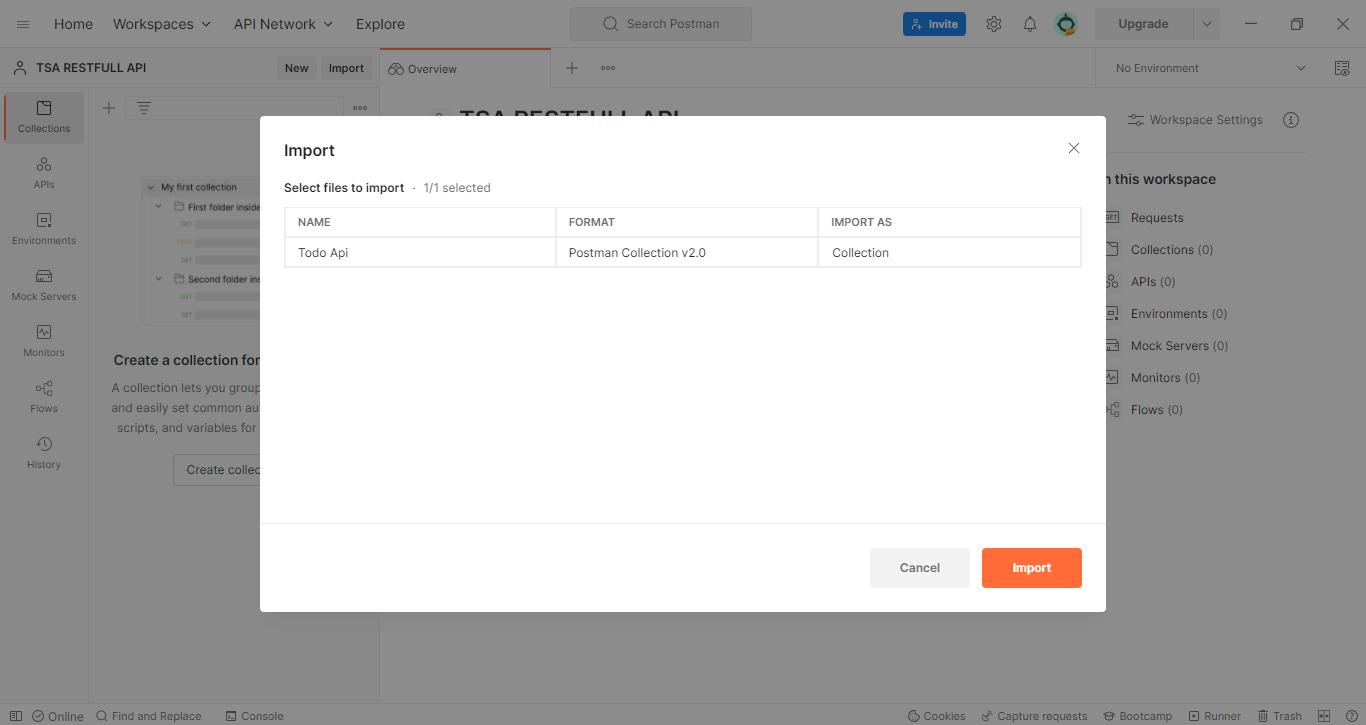 Home
Workspaces
API Network
Explore
Search Postman
Invite
Upgrade
TSA RESTFULL API
New
Import
Overview
No Environment
Collections
APIs
Environments
Mock Servers
Monitors
Flows
History
My first collection
First folder inside
GET
POST
GET
Second folder
GET
GET
Create a collection for
A collection lets you group
and easily set common
scripts, and variables for
Create
TSA RESTFULL API
Workspace Settings
this workspace
GET
Requests
Collections (0)
APIs (0)
Environments (0)
Mock Servers (0)
Monitors (0)
Flows (0)
Import
Select files to import · 1/1 selected
NAME FORMAT IMPORT AS
Todo Api Postman Collection v2.0 Collection
Cancel
Import
Online
Find and Replace
Console
Cookies
Capture requests
Bootcamp
Runner
Trash